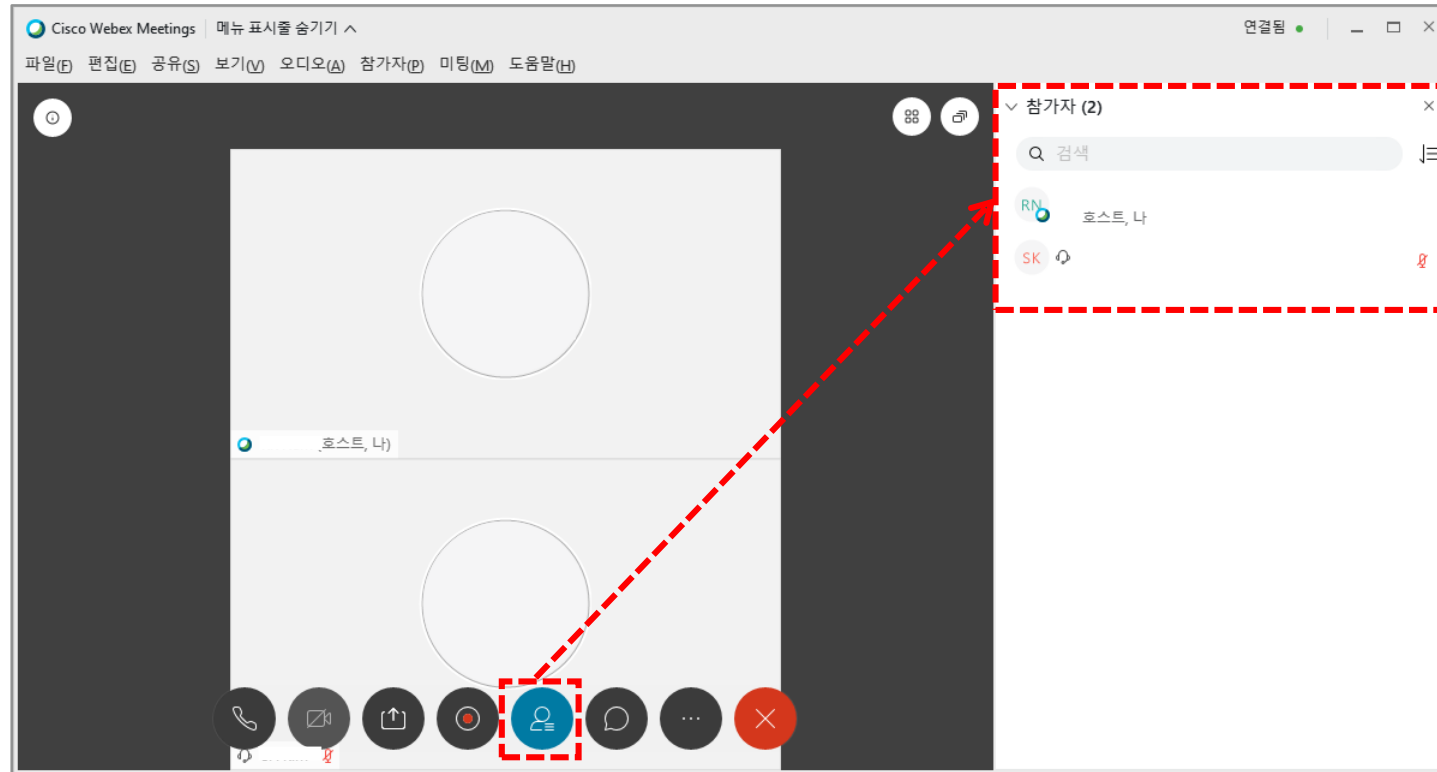 Cisco Webex Meetings 메뉴 표시줄 숨기기 연결됨
파일(F) 편집(E) 공유(S) 보기(V) 오디오(A) 참가자(P) 미팅(M) 도움말(H)
참가자 (2)
검색
RN
호스트, 나
SK
호스트, 나)